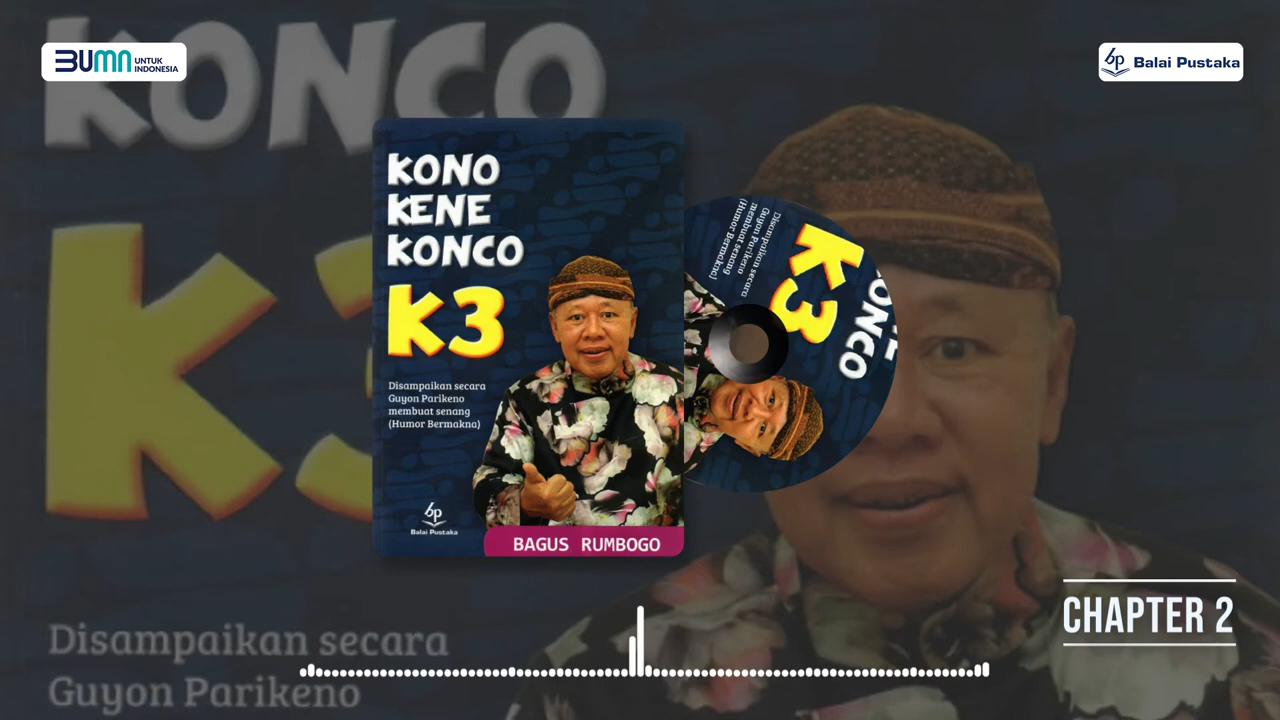 BUMN UNTUK
INDONESIA
Balai Pustaka
KONCO
KONO
KENE
KONCO
K3
Disampaikan secara
Guyon Parikeno
membuat senang
(Humor Bermakna)
Balai Pustaka
BAGUS RUMBOGO
Disampaikan secara
Guyon Parikeno
membuat senang
(Humor Bermakna)
K3
KONCO
K3
Disampaikan secara
Guyon Parikeno
CHAPTER 2